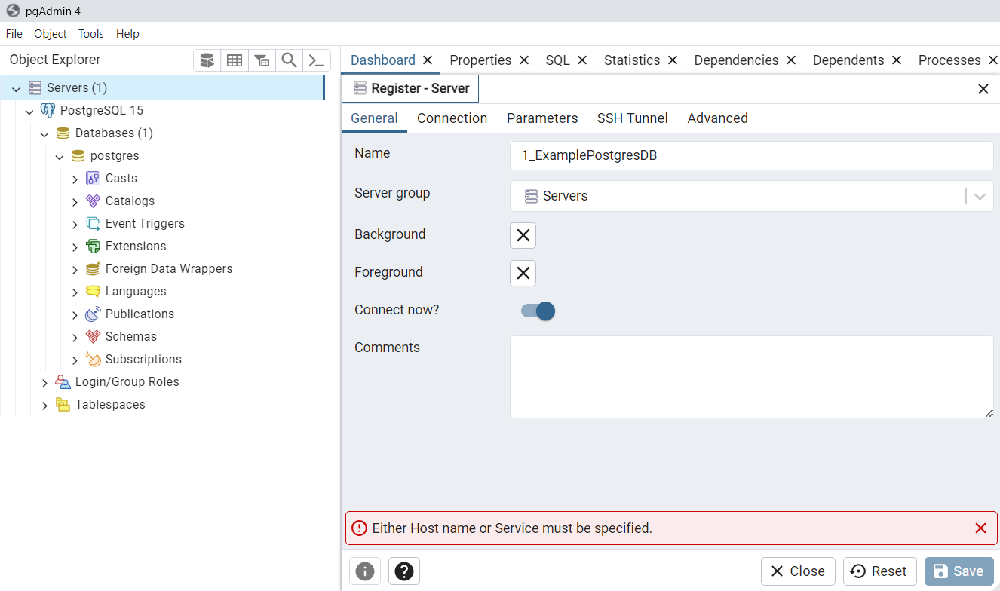 pgAdmin 4
File Object Tools Help
Object Explorer
Dashboard Properties SQL Statistics Dependencies Dependents Processes
Servers (1)
PostgreSQL 15
Databases (1)
postgres
Casts
Catalogs
Event Triggers
Extensions
Foreign Data Wrappers
Languages
Publications
Schemas
Subscriptions
Login/Group Roles
Tablespaces
Register - Server
General Connection Parameters SSH Tunnel Advanced
Name 1_ExamplePostgresDB
Server group Servers
Background
Foreground
Connect now?
Comments
Either Host name or Service must be specified.
Close Reset Save